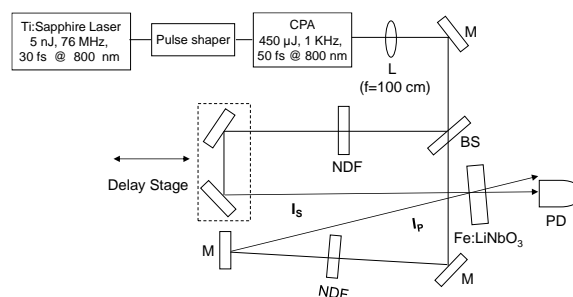 Ti:Sapphire Laser
5 nJ, 76 MHz,
30 fs @ 800 nm
Pulse shaper
CPA
450 µJ, 1 KHz,
50 fs @ 800 nm
L
(f=100 cm)
M
BS
NDF
Delay Stage
IS
IP
Fe:LiNbO3
PD
M
NDF
M